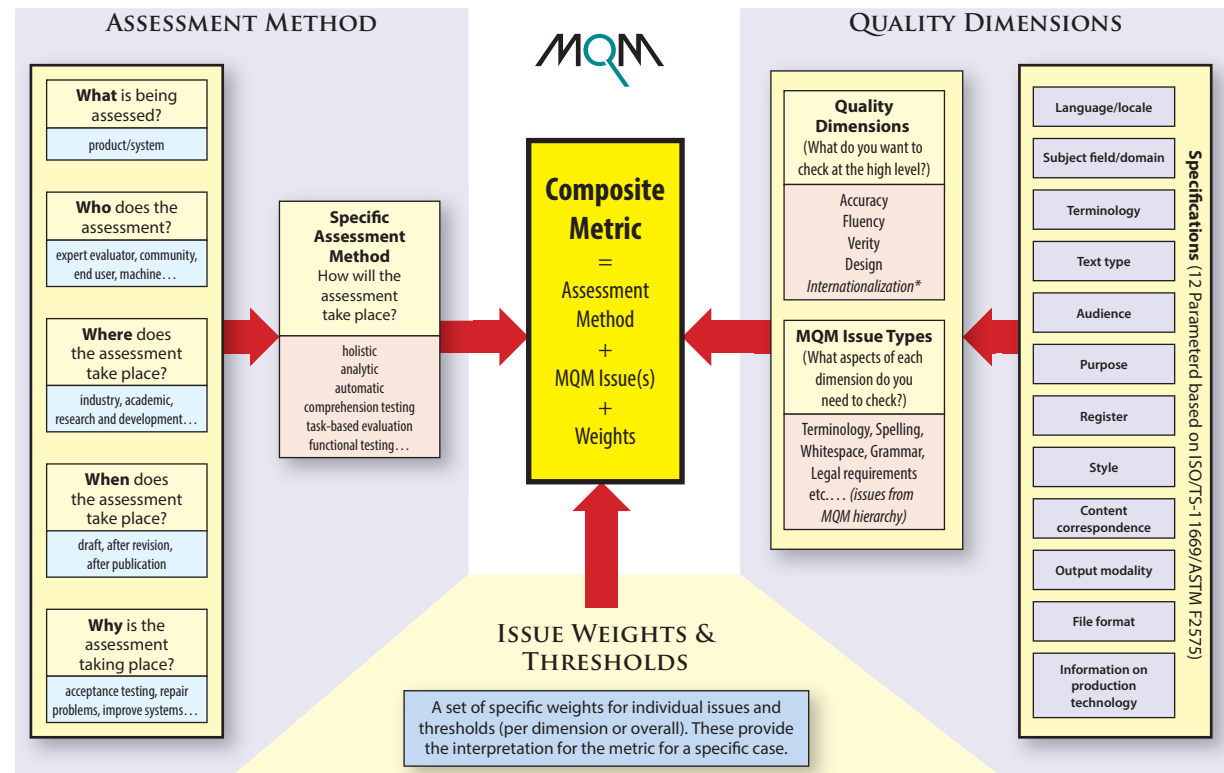 ASSESSMENT METHOD
What is being
assessed?
product/system
Who does the
assessment?
expert evaluator, community,
end user, machine…
Where does
the assessment
take place?
industry, academic,
research and development…
When does
the assessment
take place?
draft, after revision,
after publication
Why is the
assessment
taking place?
acceptance testing, repair
problems, improve systems…
Specific
Assessment
Method
How will the
assessment
take place?
holistic
analytic
automatic
comprehension testing
task-based evaluation
functional testing…
MQM
Composite
Metric
=
Assessment
Method
+
MQM Issue(s)
+
Weights
ISSUE WEIGHTS &
THRESHOLDS
A set of specific weights for individual issues and
thresholds (per dimension or overall). These provide
the interpretation for the metric for a specific case.
QUALITY DIMENSIONS
Quality
Dimensions
(What do you want to
check at the high level?)
Accuracy
Fluency
Verity
Design
Internationalization*
MQM Issue Types
(What aspects of each
dimension do you
need to check?)
Terminology, Spelling,
Whitespace, Grammar,
Legal requirements
etc.… (issues from
MQM hierarchy)
Language/locale
Subject field/domain
Terminology
Text type
Audience
Purpose
Register
Style
Content
correspondence
Output modality
File format
Information on
production
technology
Specifications (12 Parameterd based on ISO/TS-11669/ASTM F2575)